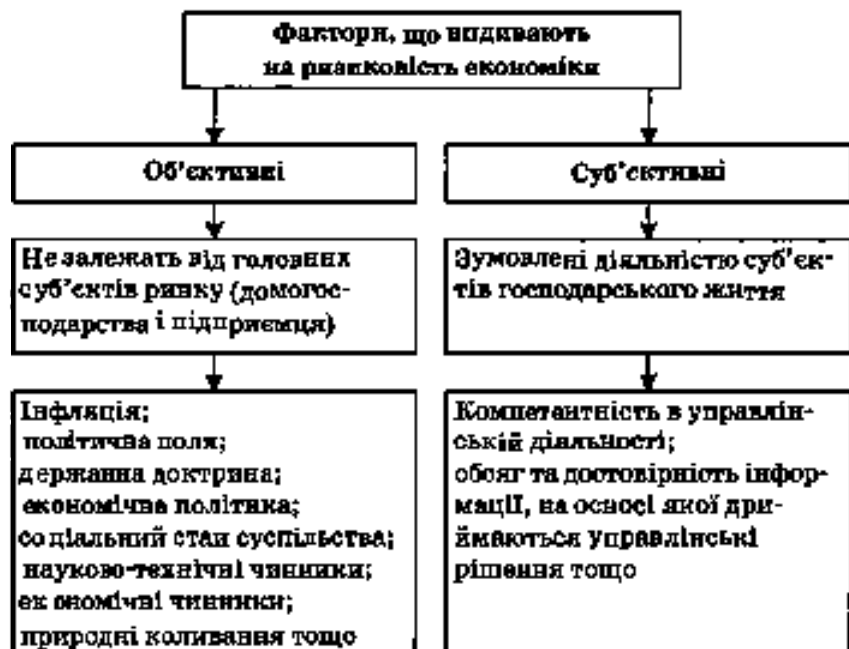 Фактори, що впливають
на ризиковість економіки
Об'єктивні
Суб'єктивні
Не залежать від головних
суб'єктів ринку (домогос-
подарства і підприємця)
Зумовлені діяльністю суб'єк-
тів господарського життя
Інфляція;
політична поля;
державна доктрина;
економічна політика;
соціальний стан суспільства;
науково-технічні чинники;
економічні чинники;
природні коливання тощо
Компетентність в управлін-
ській діяльності;
обсяг та достовірність інфор-
мації, на основі якої при-
ймаються управлінські
рішення тощо